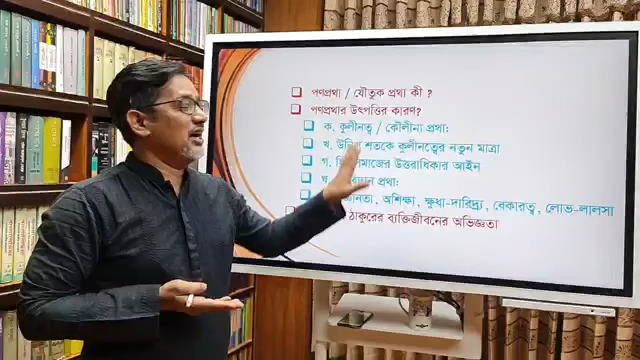 পণপ্রথা / যৌতুক প্রথা কী ?
পণপ্রথার উৎপত্তির কারণ?
ক. কুলীনত্ব / কৌলীন্য প্রথা:
খ. শতকে কুলীনত্বের নতুন মাত্রা
গ. উত্তরাধিকার আইন
ঘ. প্রথা:
অশিক্ষা, ক্ষুধা-দারিদ্র্য, বেকারত্ব, লোভ-লালসা
ঠাকুরের ব্যক্তিজীবনের অভিজ্ঞতা